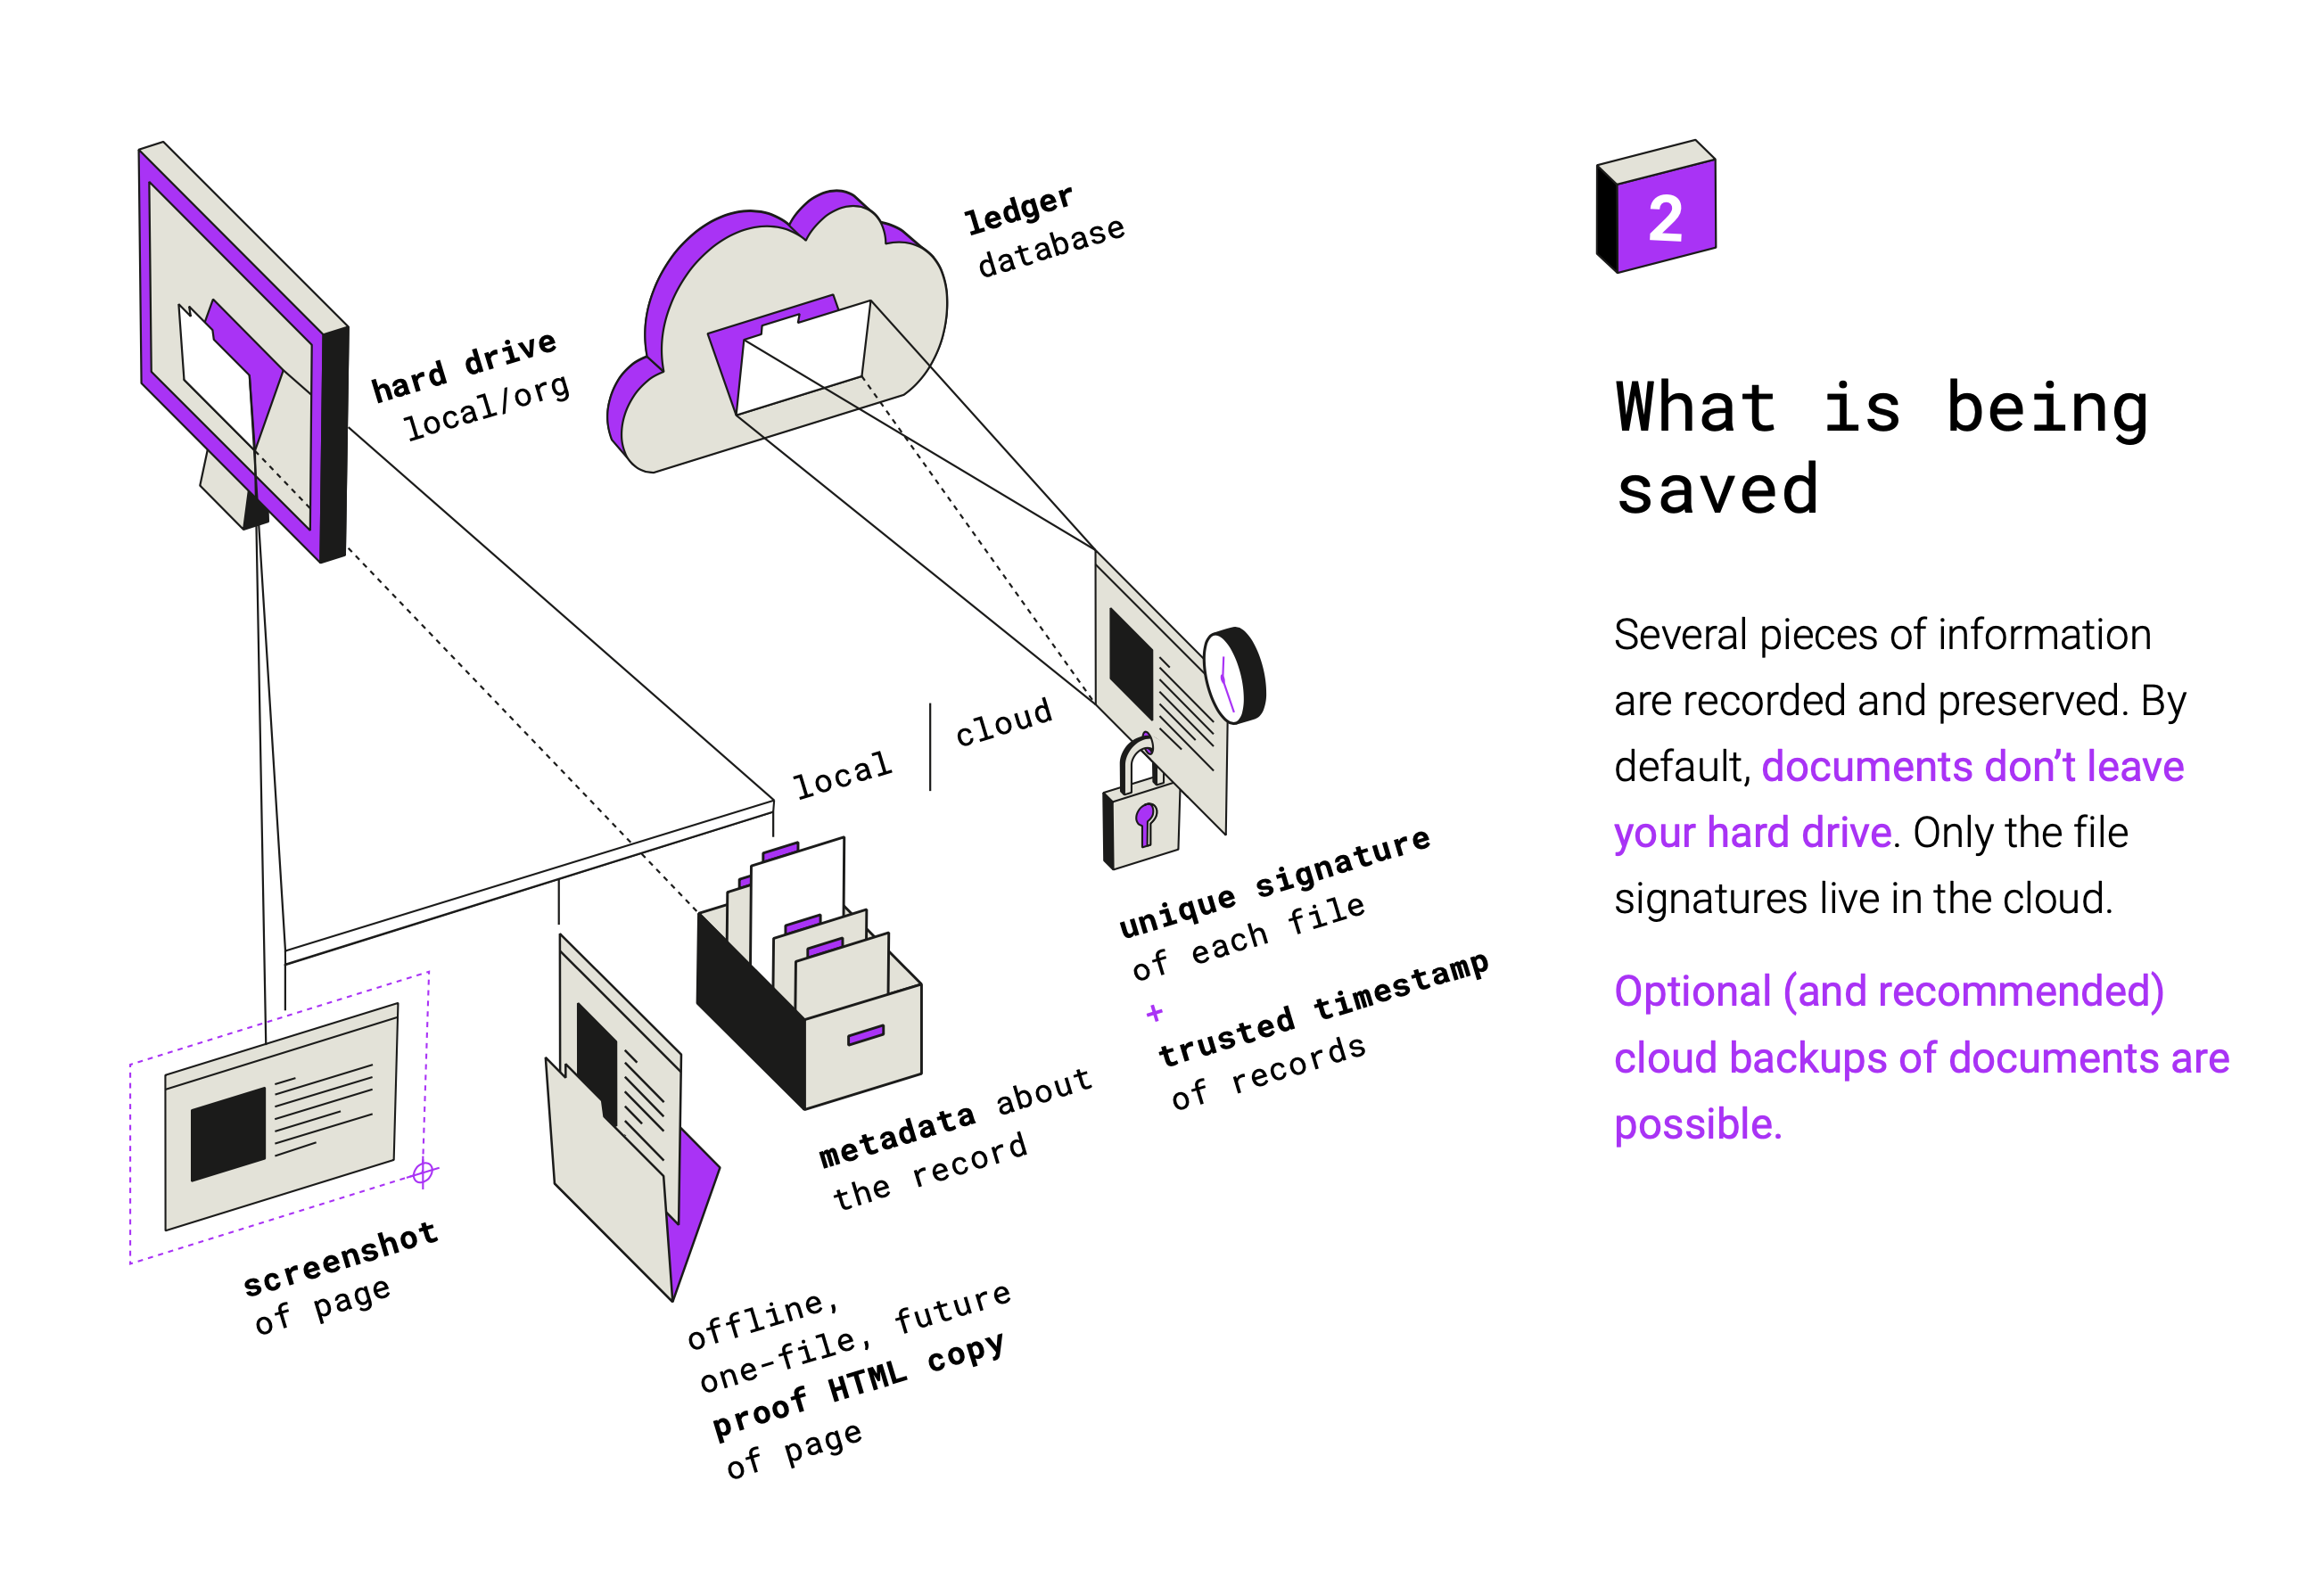 hard drive
local/org
ledger
database
local
cloud
screenshot
of page
offline,
one-file, future
proof HTML copy
of page
metadata about
the record
unique signature
of each file
+
trusted timestamp
of records
2
What is being
saved
Several pieces of information
are recorded and preserved. By
default, documents don’t leave
your hard drive. Only the file
signatures live in the cloud.
Optional (and recommended)
cloud backups of documents are
possible.